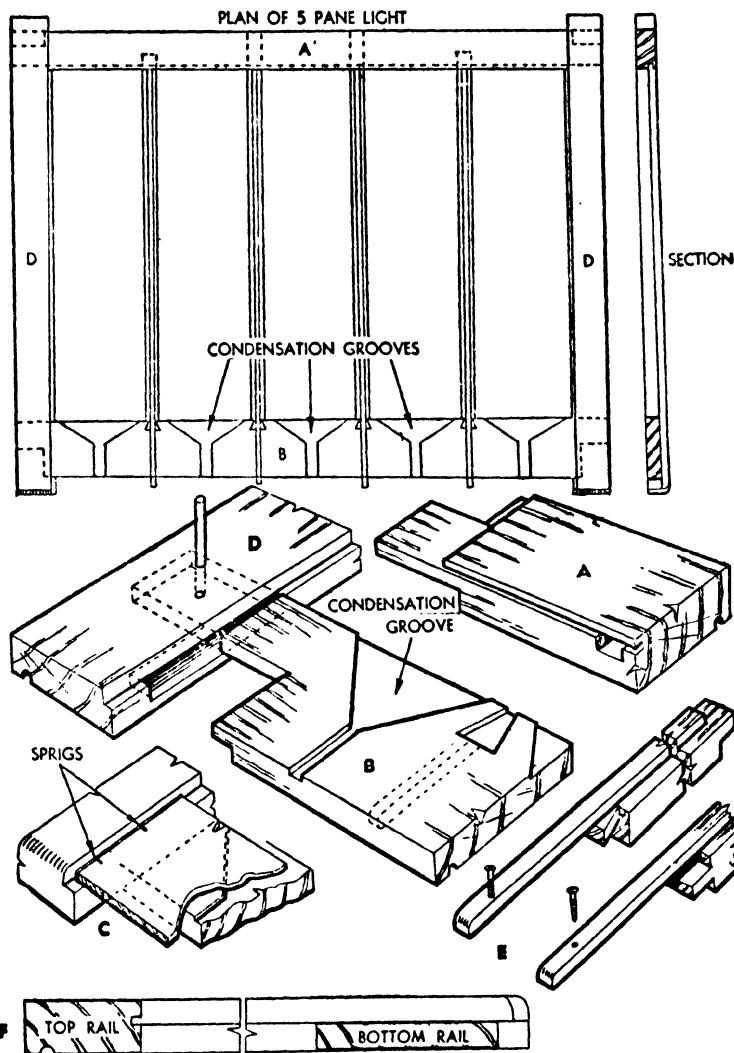 PLAN OF 5 PANE LIGHT
A
D
D
SECTION
CONDENSATION GROOVES
B
D
A
CONDENSATION
GROOVE
SPRIGS
B
C
E
F
TOP RAIL
BOTTOM RAIL